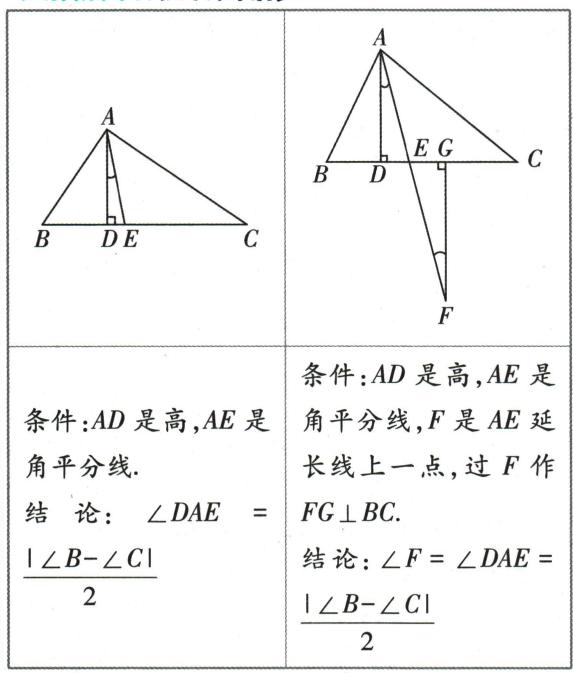 A
B
D
E
C
A
B
D
E
G
C
F
条件:AD 是高,AE 是
角平分线.
结 论: ∠DAE =
|∠B-∠C|
2
条件:AD 是高,AE 是
角平分线,F 是 AE 延
长线上一点,过 F 作
FG⊥BC.
结论:∠F = ∠DAE =
|∠B-∠C|
2